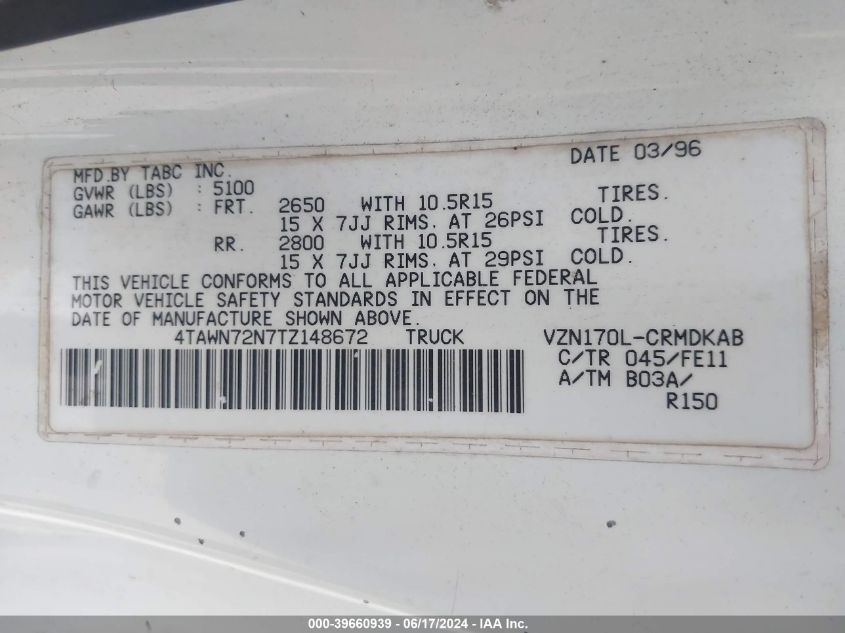 DATE 03/96
MFD.BY TABC INC.
GVWR (LBS) : 5100
GAWR (LBS) : FRT. 2650 WITH 10.5R15 TIRES.
15 X 7JJ RIMS. AT 26PSI COLD.
RR. 2800 WITH 10.5R15 TIRES.
15 X 7JJ RIMS. AT 29PSI COLD.
THIS VEHICLE CONFORMS TO ALL APPLICABLE FEDERAL
MOTOR VEHICLE SAFETY STANDARDS IN EFFECT ON THE
DATE OF MANUFACTURE SHOWN ABOVE.
4TAWN72N7TZ148672 TRUCK VZN170L-CRMDKAB
C/TR 045/FE11
A/TM B03A/
R150
000-39660939 - 06/17/2024 - IAA Inc.